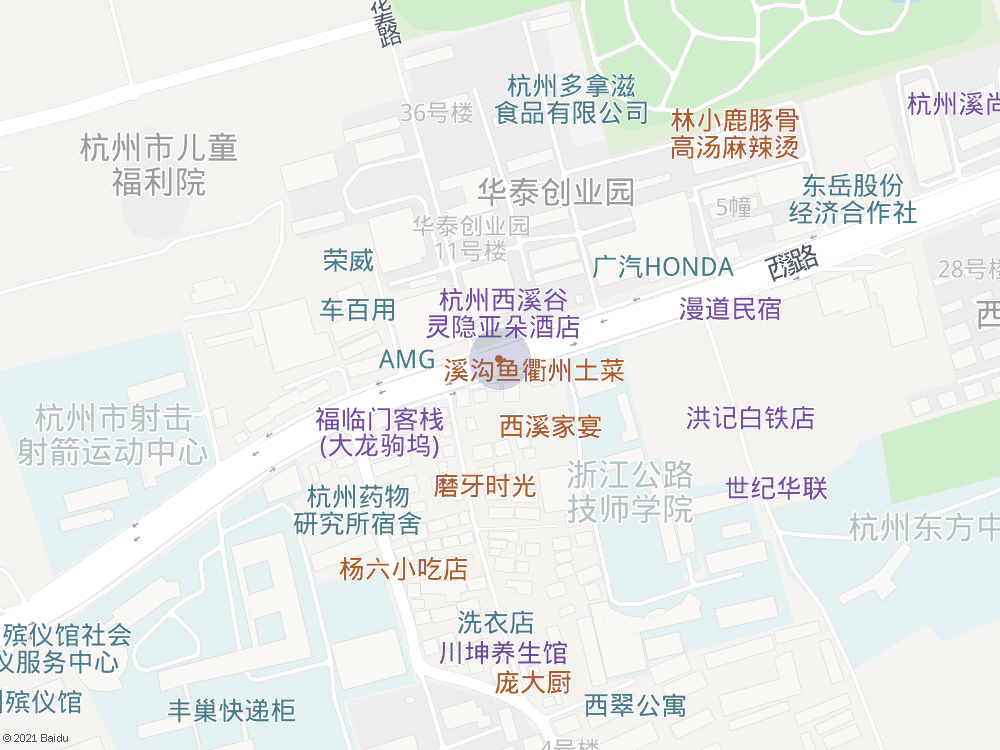 华泰路
杭州多拿滋
食品有限公司
36号楼
杭州溪尚
林小鹿豚骨
高汤麻辣烫
杭州市儿童
福利院
华泰创业园
东岳股份
经济合作社
5幢
华泰创业园
11号楼
荣威
广汽HONDA
西溪路
28号楼
杭州西溪谷
灵隐亚朵酒店
车百用
漫道民宿
西
AMG
溪沟鱼衢州土菜
杭州市射击
射箭运动中心
福临门客栈
(大龙驹坞)
西溪家宴
洪记白铁店
磨牙时光
浙江公路
技师学院
世纪华联
杭州药物
研究所宿舍
杭州东方中
杨六小吃店
殡仪馆社会
仪服务中心
洗衣店
川坤养生馆
庞大厨
州殡仪馆
丰巢快递柜
西翠公寓
4号楼
© 2021 Baidu